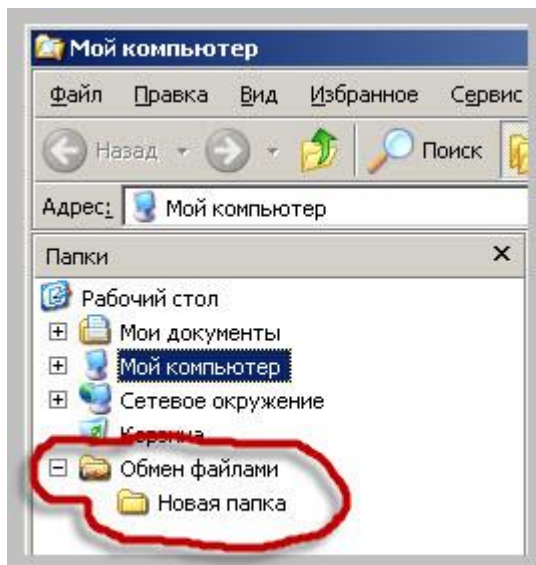 Мой компьютер
Файл Правка Вид Избранное Сервис
Назад Поиск
Адрес: Мой компьютер
Папки
Рабочий стол
Мои документы
Мой компьютер
Сетевое окружение
Корзина
Обмен файлами
Новая папка